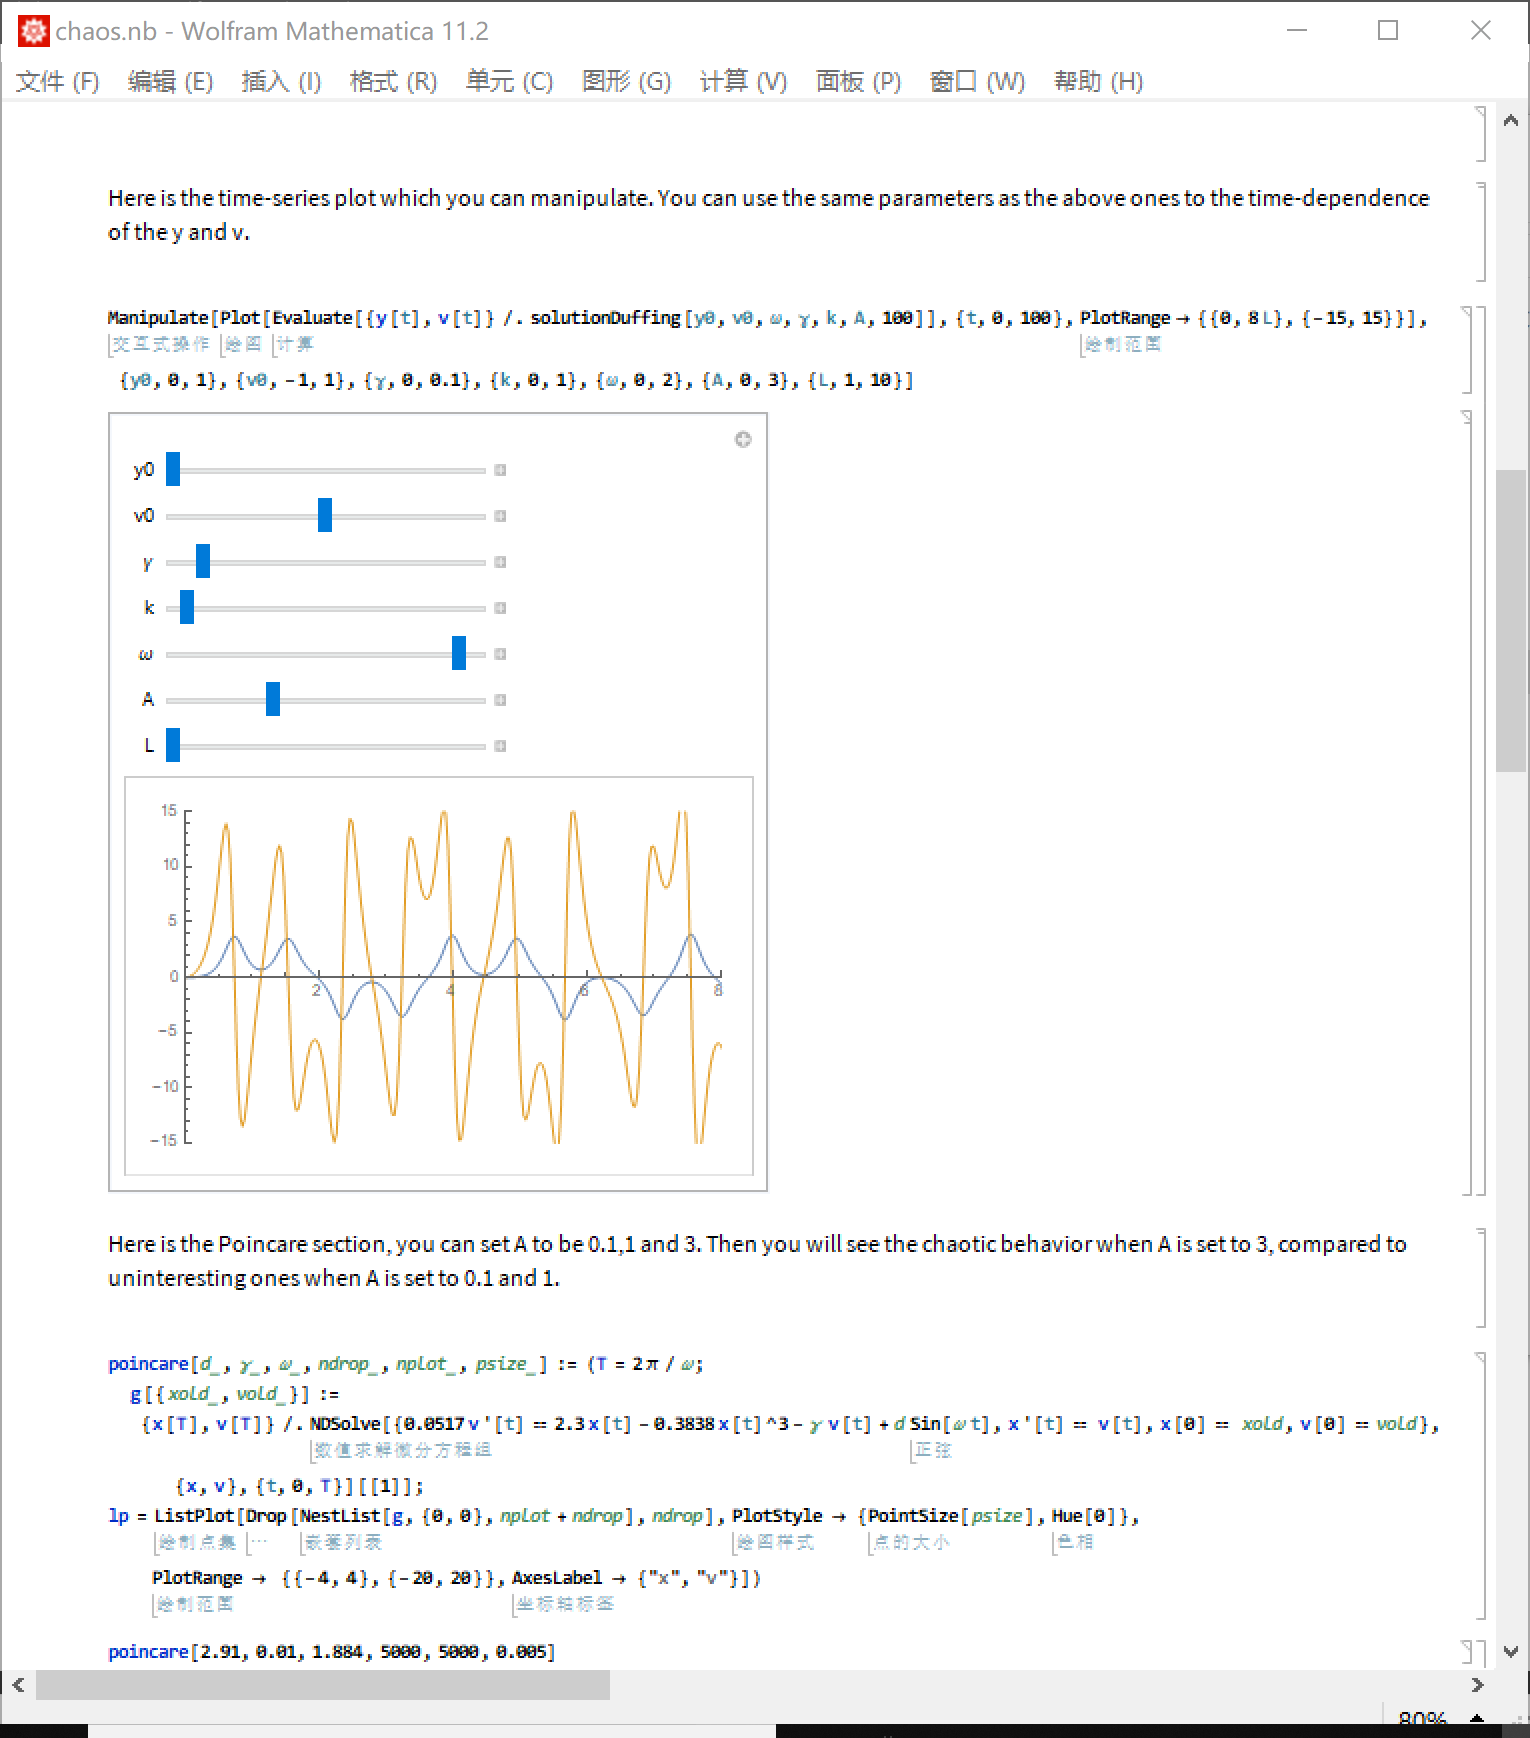 chaos.nb - Wolfram Mathematica 11.2
文件 (F) 编辑 (E) 插入 (I) 格式 (R) 单元 (C) 图形 (G) 计算 (V) 面板 (P) 窗口 (W) 帮助 (H)
Here is the time-series plot which you can manipulate. You can use the same parameters as the above ones to the time-dependence
of the y and v.
Manipulate[Plot[Evaluate[{y[t], v[t]} /. solutionDuffing[y0, v0, ω, γ, k, A, 100]], {t, 0, 100}, PlotRange → {{0, 8 L}, {-15, 15}}],
交互式操作 绘图 计算 绘制范围
{y0, 0, 1}, {v0, -1, 1}, {γ, 0, 0.1}, {k, 0, 1}, {ω, 0, 2}, {A, 0, 3}, {L, 1, 10}]
y0
v0
γ
k
ω
A
L
15
10
5
0
2 4 6 8
-5
-10
-15
Here is the Poincare section, you can set A to be 0.1,1 and 3. Then you will see the chaotic behavior when A is set to 3, compared to
uninteresting ones when A is set to 0.1 and 1.
poincare[d_, γ_, ω_, ndrop_, nplot_, psize_] := (T = 2 π / ω;
g[{xold_, vold_}] :=
{x[T], v[T]} /. NDSolve[{0.0517 v '[t] == 2.3 x[t] - 0.3838 x[t]^3 - γ v[t] + d Sin[ω t], x '[t] == v[t], x[0] == xold, v[0] == vold},
数值求解微分方程组 正弦
{x, v}, {t, 0, T}][[1]];
lp = ListPlot[Drop[NestList[g, {0, 0}, nplot + ndrop], ndrop], PlotStyle → {PointSize[psize], Hue[0]},
绘制点集 ⋯ 嵌套列表 绘图样式 点的大小 色相
PlotRange → {{-4, 4}, {-20, 20}}, AxesLabel → {"x", "v"}])
绘制范围 坐标轴标签
poincare[2.91, 0.01, 1.884, 5000, 5000, 0.005]
80%